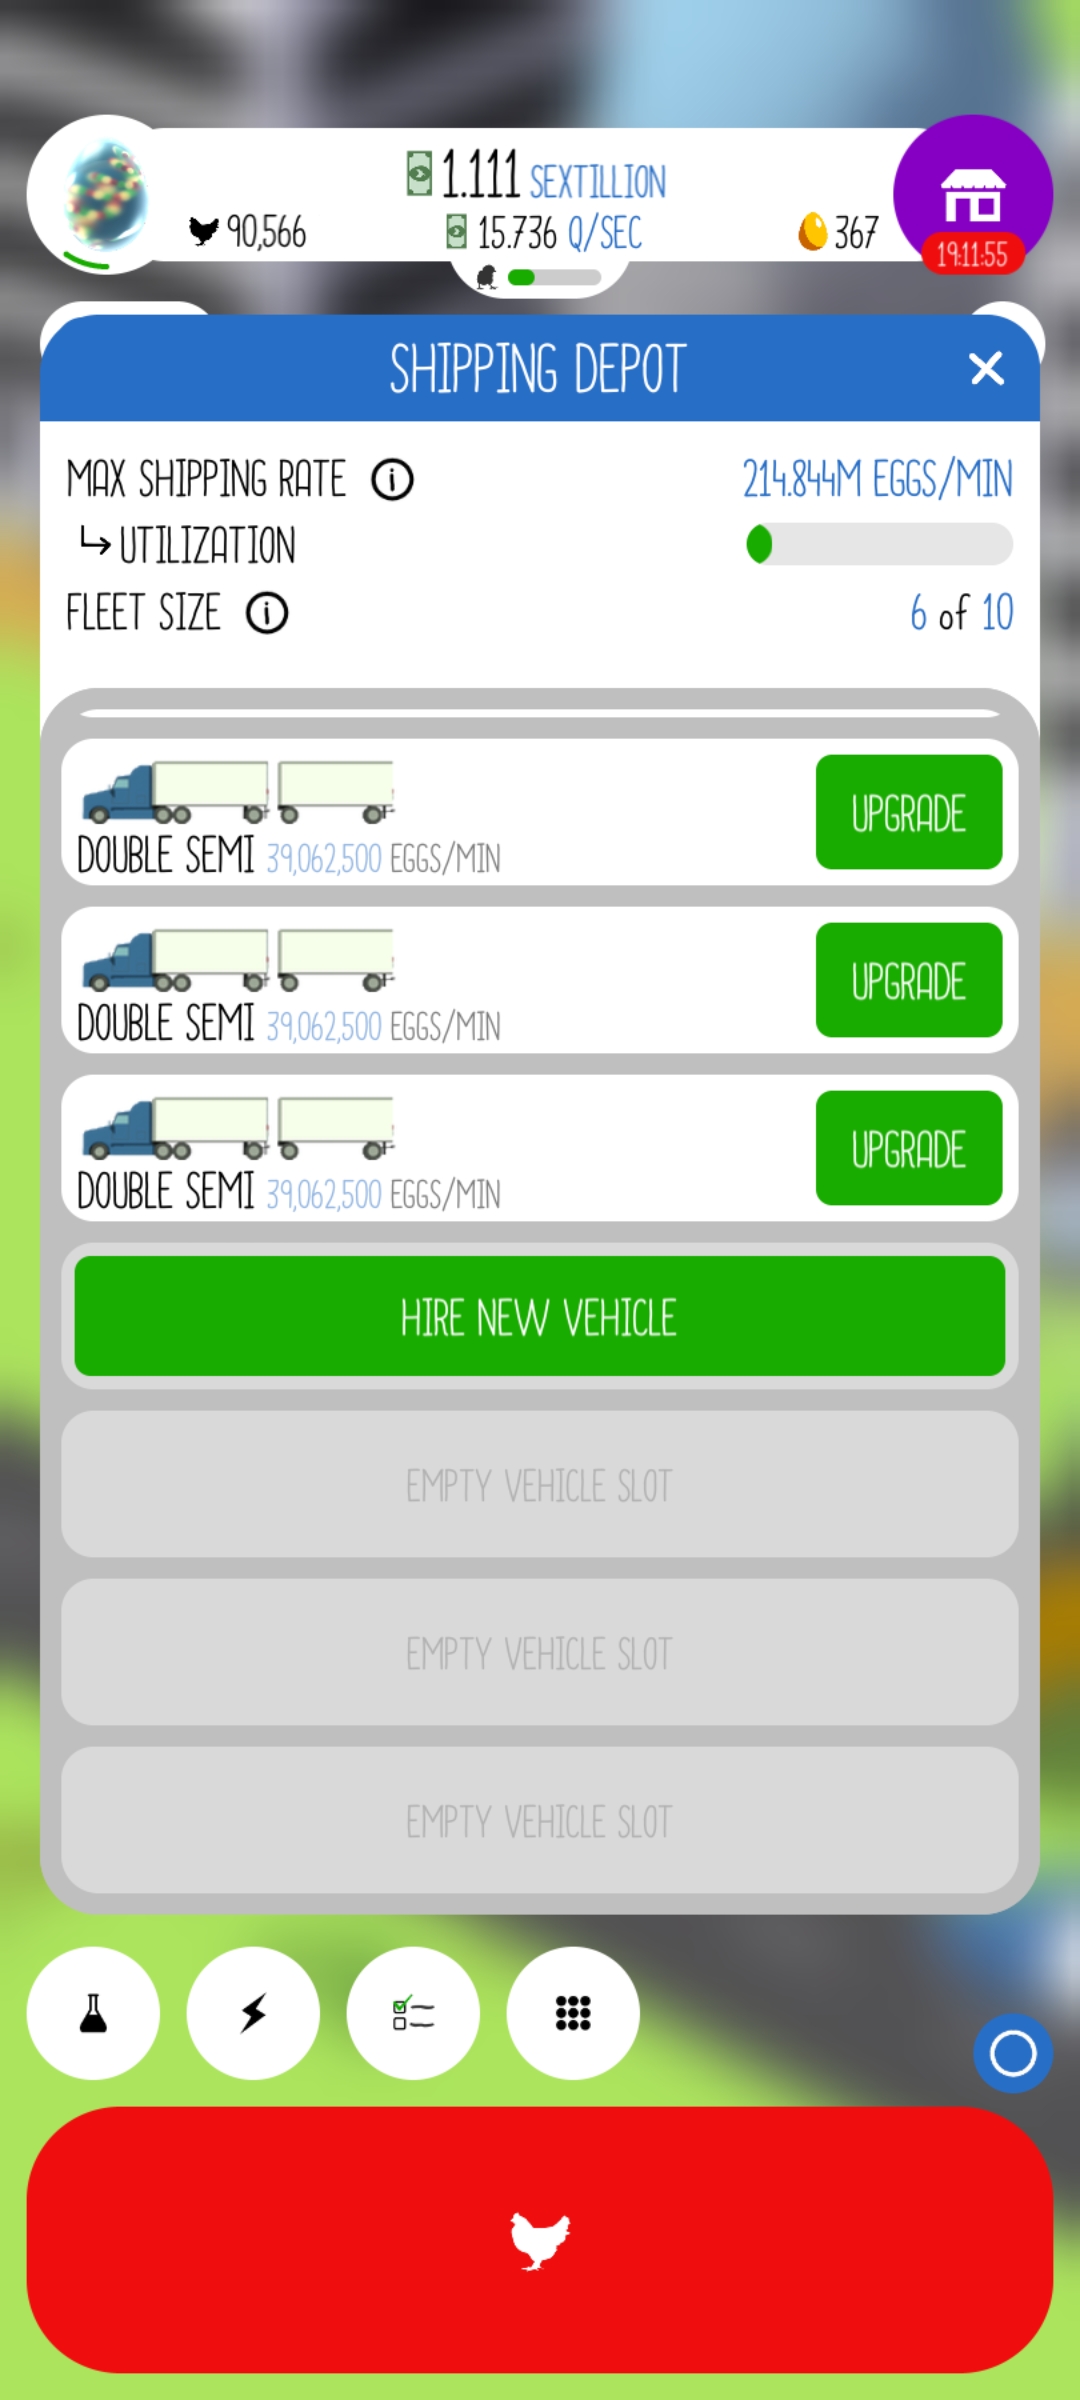 1.111 SEXTILLION
90,566
15.736 Q/SEC
367
19:11:55
SHIPPING DEPOT
MAX SHIPPING RATE
214.844M EGGS/MIN
UTILIZATION
FLEET SIZE
6 of 10
DOUBLE SEMI 39,062,500 EGGS/MIN
UPGRADE
DOUBLE SEMI 39,062,500 EGGS/MIN
UPGRADE
DOUBLE SEMI 39,062,500 EGGS/MIN
UPGRADE
HIRE NEW VEHICLE
EMPTY VEHICLE SLOT
EMPTY VEHICLE SLOT
EMPTY VEHICLE SLOT